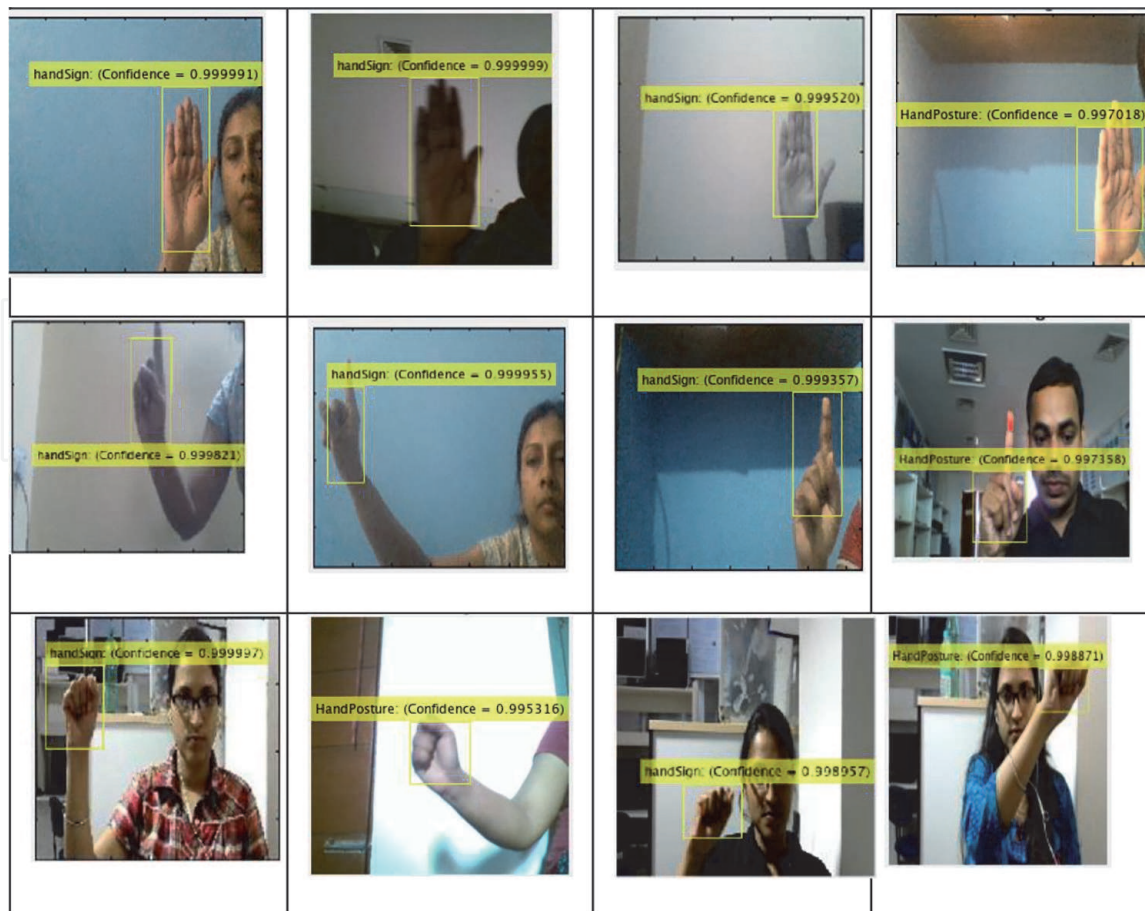 handSign: (Confidence = 0.999991)
handSign: (Confidence = 0.999999)
handSign: (Confidence = 0.999520)
HandPosture: (Confidence = 0.997018)
handSign: (Confidence = 0.999821)
handSign: (Confidence = 0.999955)
handSign: (Confidence = 0.999357)
HandPosture: (Confidence = 0.997358)
handSign: (Confidence = 0.999997)
HandPosture: (Confidence = 0.995316)
handSign: (Confidence = 0.998957)
HandPosture: (Confidence = 0.998871)